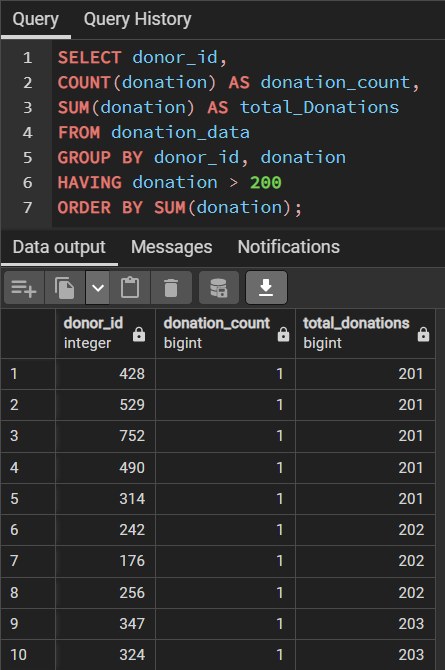 Query Query History
1 SELECT donor_id,
2 COUNT(donation) AS donation_count,
3 SUM(donation) AS total_Donations
4 FROM donation_data
5 GROUP BY donor_id, donation
6 HAVING donation > 200
7 ORDER BY SUM(donation);
Data output Messages Notifications
donor_id donation_count total_donations
integer bigint bigint
1 428 1 201
2 529 1 201
3 752 1 201
4 490 1 201
5 314 1 201
6 242 1 202
7 176 1 202
8 256 1 202
9 347 1 203
10 324 1 203